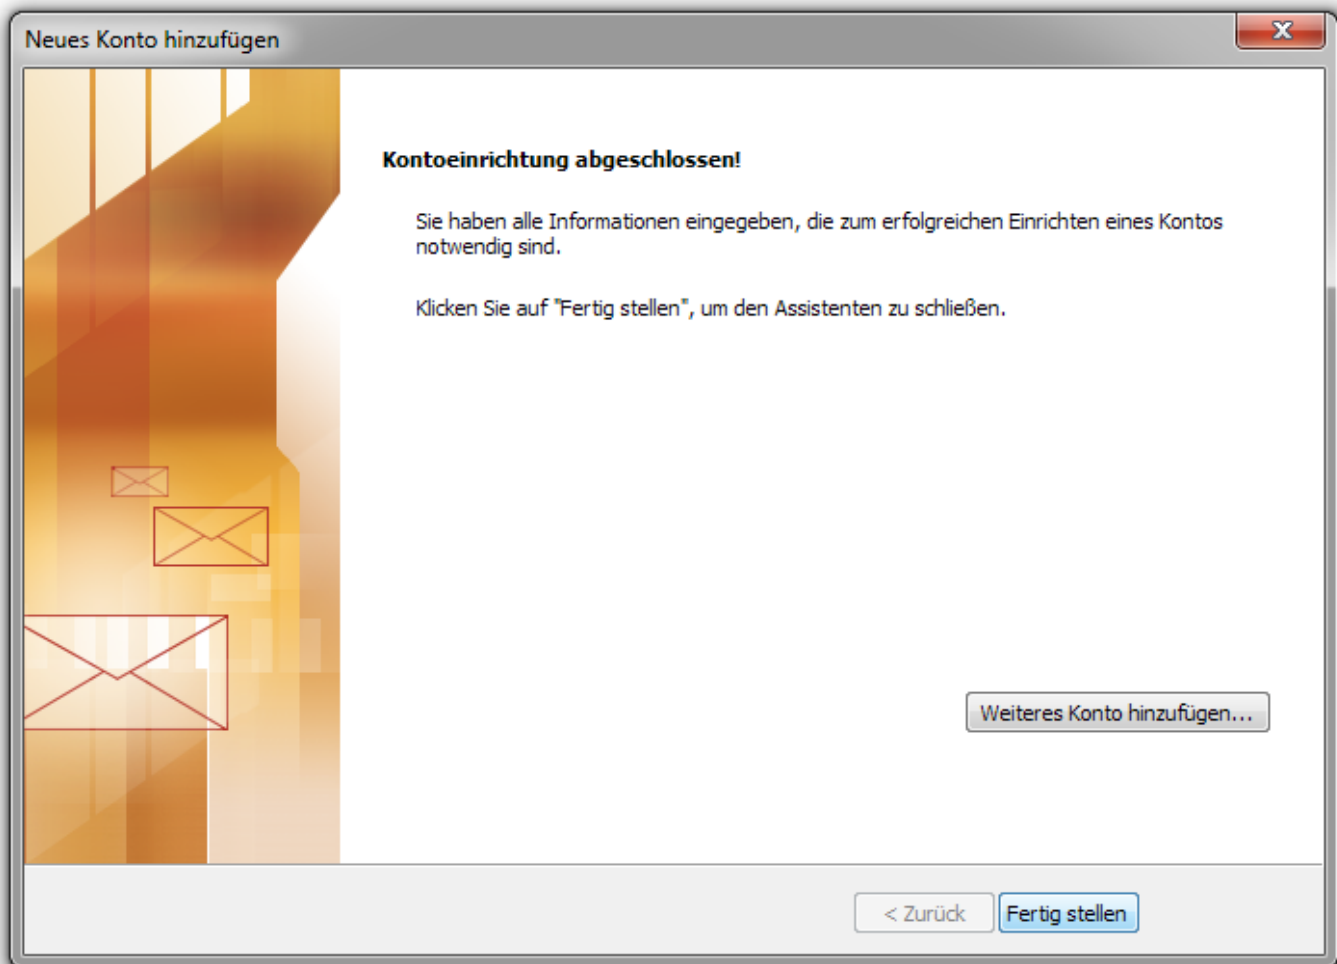 Neues Konto hinzufügen
Kontoeinrichtung abgeschlossen!
Sie haben alle Informationen eingegeben, die zum erfolgreichen Einrichten eines Kontos
notwendig sind.
Klicken Sie auf "Fertig stellen", um den Assistenten zu schließen.
Weiteres Konto hinzufügen...
< Zurück
Fertig stellen